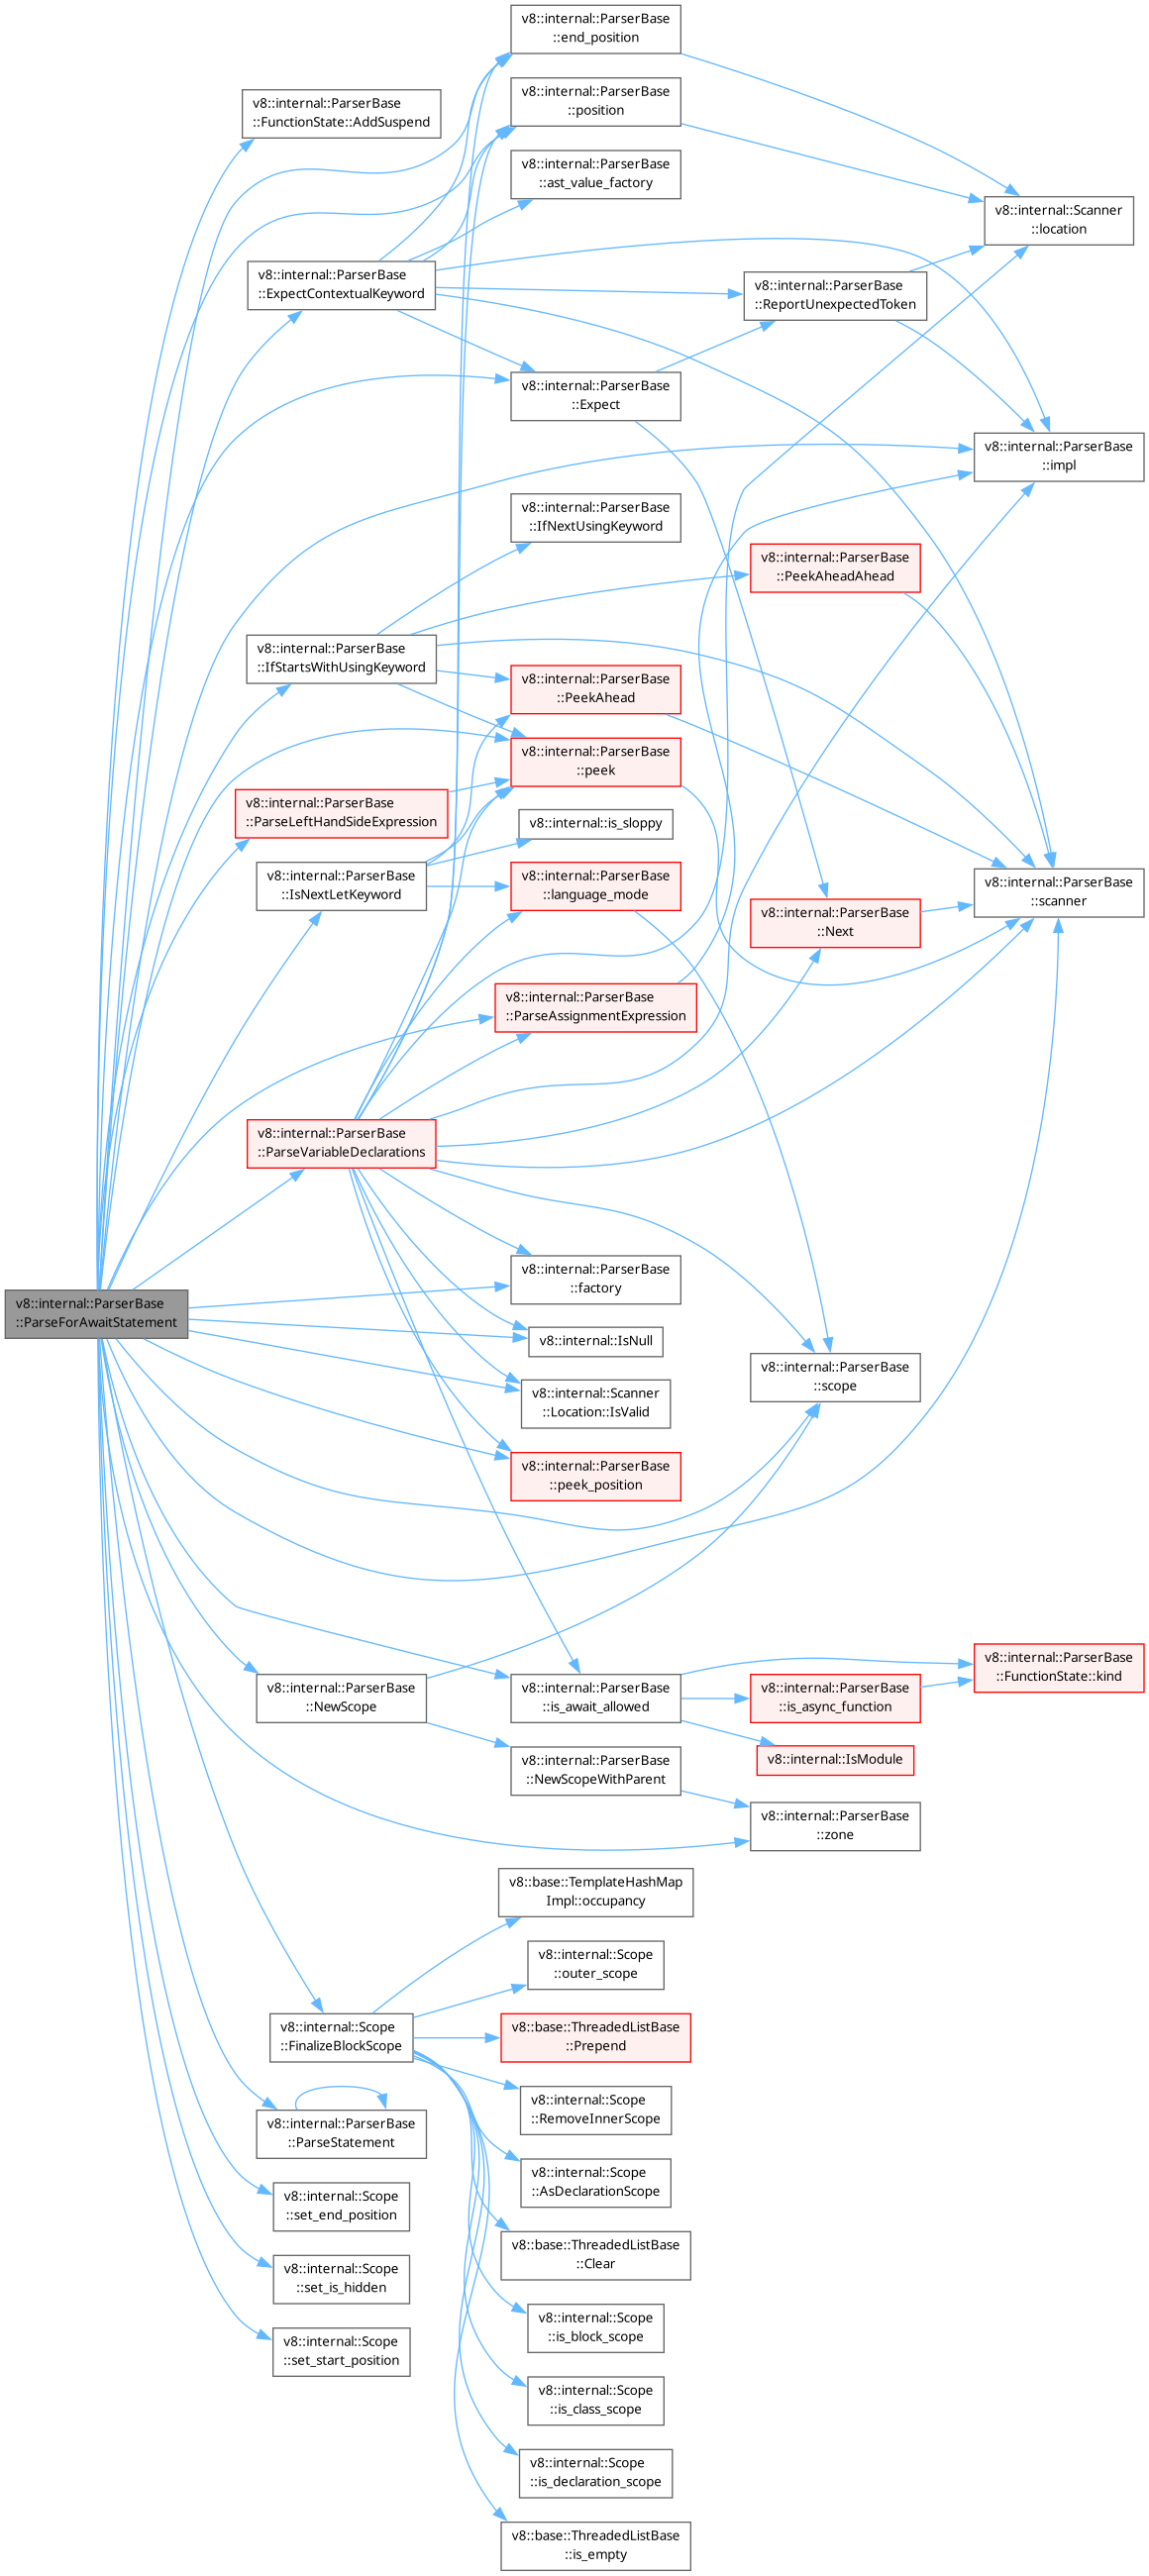 v8::internal::ParserBase
::end_position
v8::internal::ParserBase
::position
v8::internal::ParserBase
::FunctionState::AddSuspend
v8::internal::ParserBase
::ast_value_factory
v8::internal::Scanner
::location
v8::internal::ParserBase
::ExpectContextualKeyword
v8::internal::ParserBase
::ReportUnexpectedToken
v8::internal::ParserBase
::Expect
v8::internal::ParserBase
::impl
v8::internal::ParserBase
::IfNextUsingKeyword
v8::internal::ParserBase
::PeekAheadAhead
v8::internal::ParserBase
::IfStartsWithUsingKeyword
v8::internal::ParserBase
::PeekAhead
v8::internal::ParserBase
::peek
v8::internal::ParserBase
::ParseLeftHandSideExpression
v8::internal::is_sloppy
v8::internal::ParserBase
::IsNextLetKeyword
v8::internal::ParserBase
::language_mode
v8::internal::ParserBase
::Next
v8::internal::ParserBase
::scanner
v8::internal::ParserBase
::ParseAssignmentExpression
v8::internal::ParserBase
::ParseVariableDeclarations
v8::internal::ParserBase
::factory
v8::internal::ParserBase
::ParseForAwaitStatement
v8::internal::IsNull
v8::internal::ParserBase
::scope
v8::internal::Scanner
::Location::IsValid
v8::internal::ParserBase
::peek_position
v8::internal::ParserBase
::FunctionState::kind
v8::internal::ParserBase
::NewScope
v8::internal::ParserBase
::is_await_allowed
v8::internal::ParserBase
::is_async_function
v8::internal::IsModule
v8::internal::ParserBase
::NewScopeWithParent
v8::internal::ParserBase
::zone
v8::base::TemplateHashMap
Impl::occupancy
v8::internal::Scope
::outer_scope
v8::internal::Scope
::FinalizeBlockScope
v8::base::ThreadedListBase
::Prepend
v8::internal::Scope
::RemoveInnerScope
v8::internal::ParserBase
::ParseStatement
v8::internal::Scope
::AsDeclarationScope
v8::internal::Scope
::set_end_position
v8::base::ThreadedListBase
::Clear
v8::internal::Scope
::set_is_hidden
v8::internal::Scope
::is_block_scope
v8::internal::Scope
::set_start_position
v8::internal::Scope
::is_class_scope
v8::internal::Scope
::is_declaration_scope
v8::base::ThreadedListBase
::is_empty